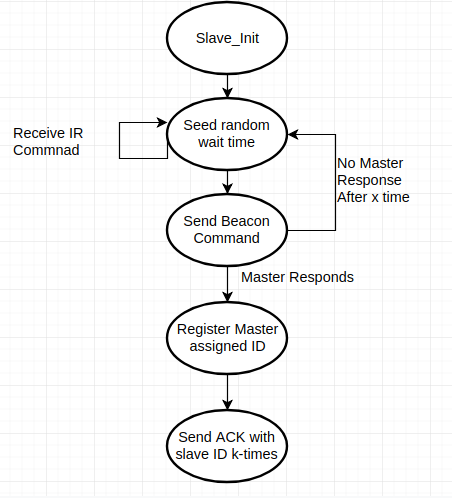 Slave_Init
Seed random
wait time
Receive IR
Commnad
No Master
Response
After x time
Send Beacon
Command
Master Responds
Register Master
assigned ID
Send ACK with
slave ID k-times